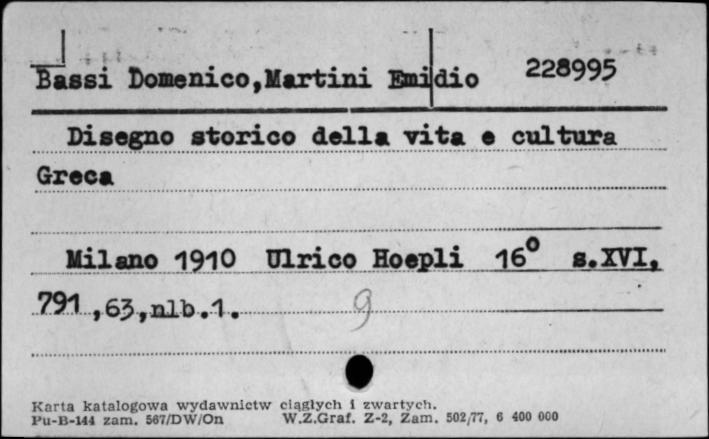 Bassi Domenico,Martini Emidio 228995
Disegno storico della vita e cultura
Greca
Milano 1910 Ulrico Hoepli 16° s.XVI,
791,63,nlb.1.
9
Karta katalogowa wydawnictw ciągłych i zwartych.
Pu-B-144 zam. 567/DW/On W.Z.Graf. Z-2, Zam. 502/77, 6 400 000